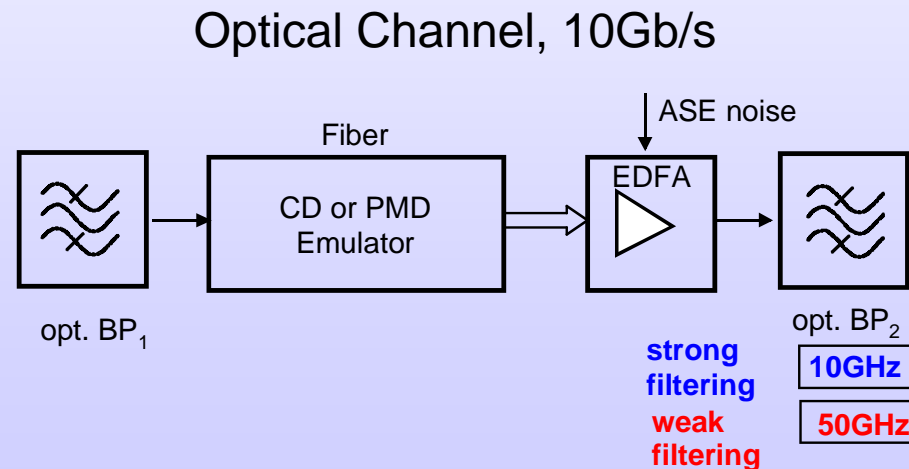 Optical Channel, 10Gb/s
ASE noise
Fiber
EDFA
CD or PMD
Emulator
opt. BP₁
opt. BP₂
strong
filtering
10GHz
weak
filtering
50GHz